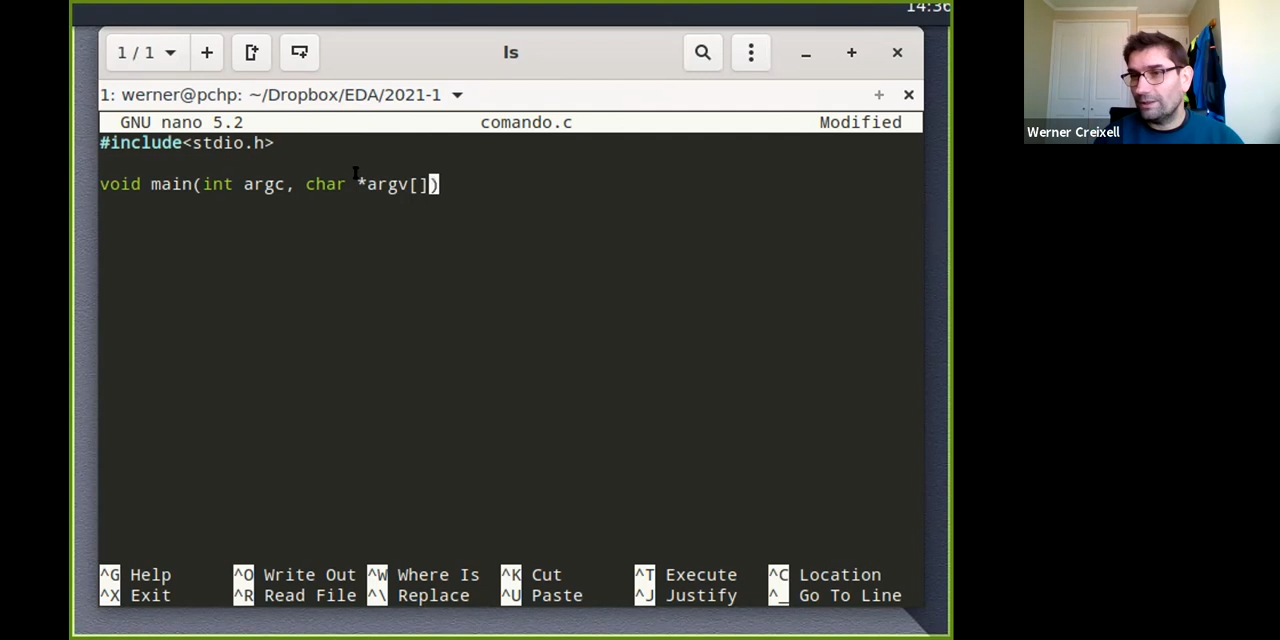 14:36
1 / 1
ls
1: werner@pchp: ~/Dropbox/EDA/2021-1
GNU nano 5.2 comando.c Modified
#include<stdio.h>
void main(int argc, char *argv[])
^G Help ^O Write Out ^W Where Is ^K Cut ^T Execute ^C Location
^X Exit ^R Read File ^\ Replace ^U Paste ^J Justify ^_ Go To Line
Werner Creixell